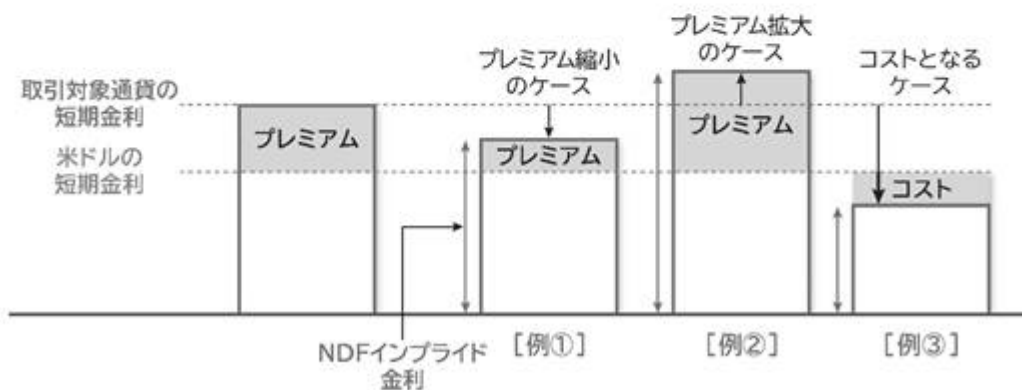 取引対象通貨の
短期金利
米ドルの
短期金利
プレミアム
プレミアム縮小
のケース
プレミアム
プレミアム拡大
のケース
プレミアム
コストとなる
ケース
コスト
NDFインプライド
金利
［例①］
［例②］
［例③］